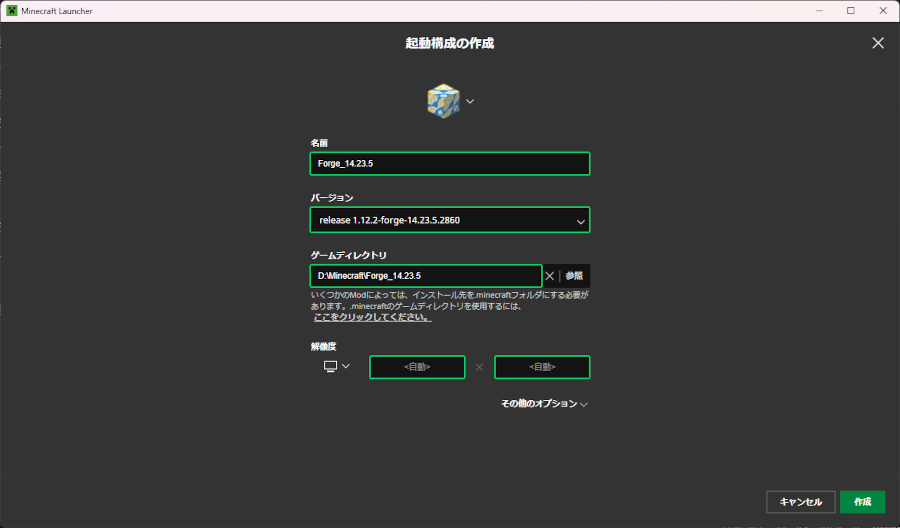 Minecraft Launcher
起動構成の作成
名前
Forge_14.23.5
バージョン
release 1.12.2-forge-14.23.5.2860
ゲームディレクトリ
D:\Minecraft\Forge_14.23.5
参照
いくつかのModによっては、インストール先を.minecraftフォルダにする必要が
あります。.minecraftのゲームディレクトリを使用するには、
ここをクリックしてください。
解像度
<自動>
<自動>
その他のオプション
キャンセル
作成